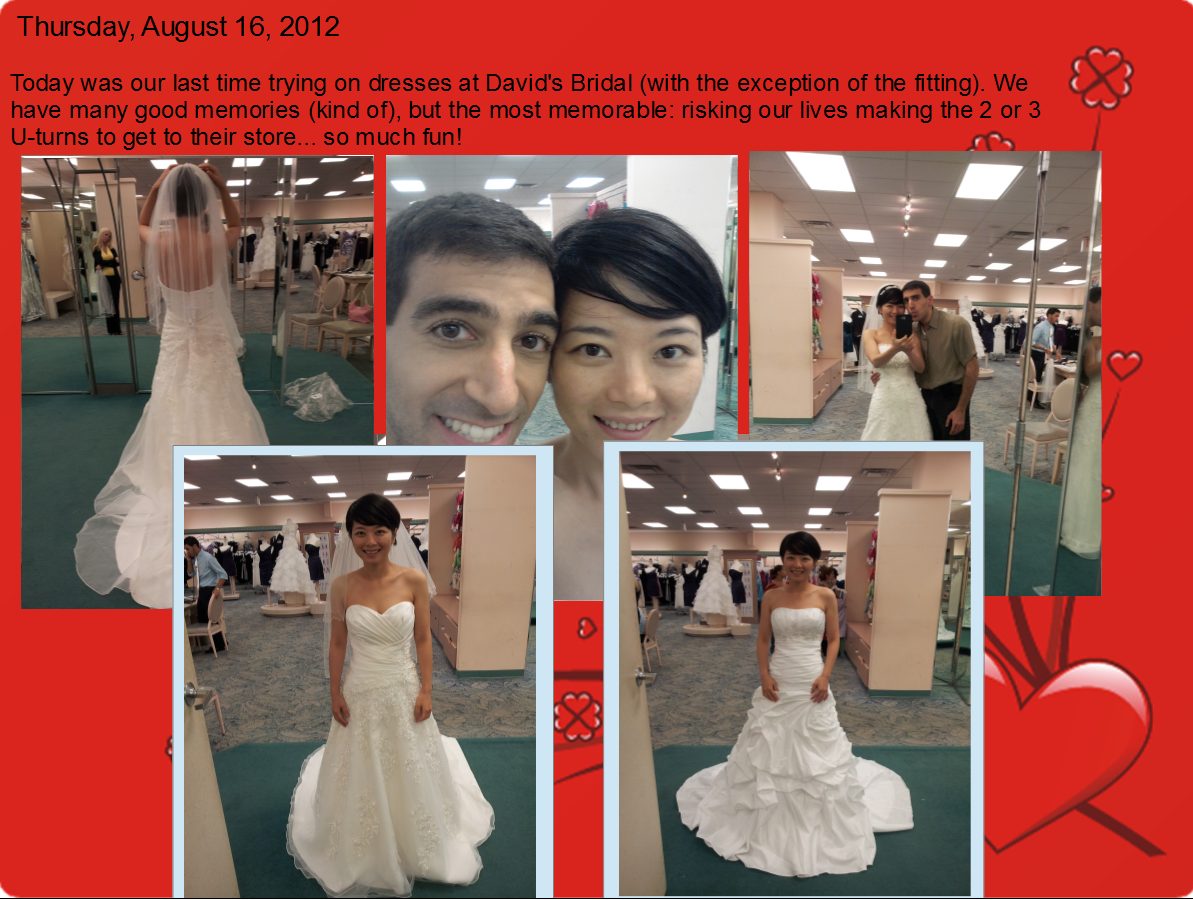 Thursday, August 16, 2012
Today was our last time trying on dresses at David's Bridal (with the exception of the fitting). We
have many good memories (kind of), but the most memorable: risking our lives making the 2 or 3
U-turns to get to their store... so much fun!